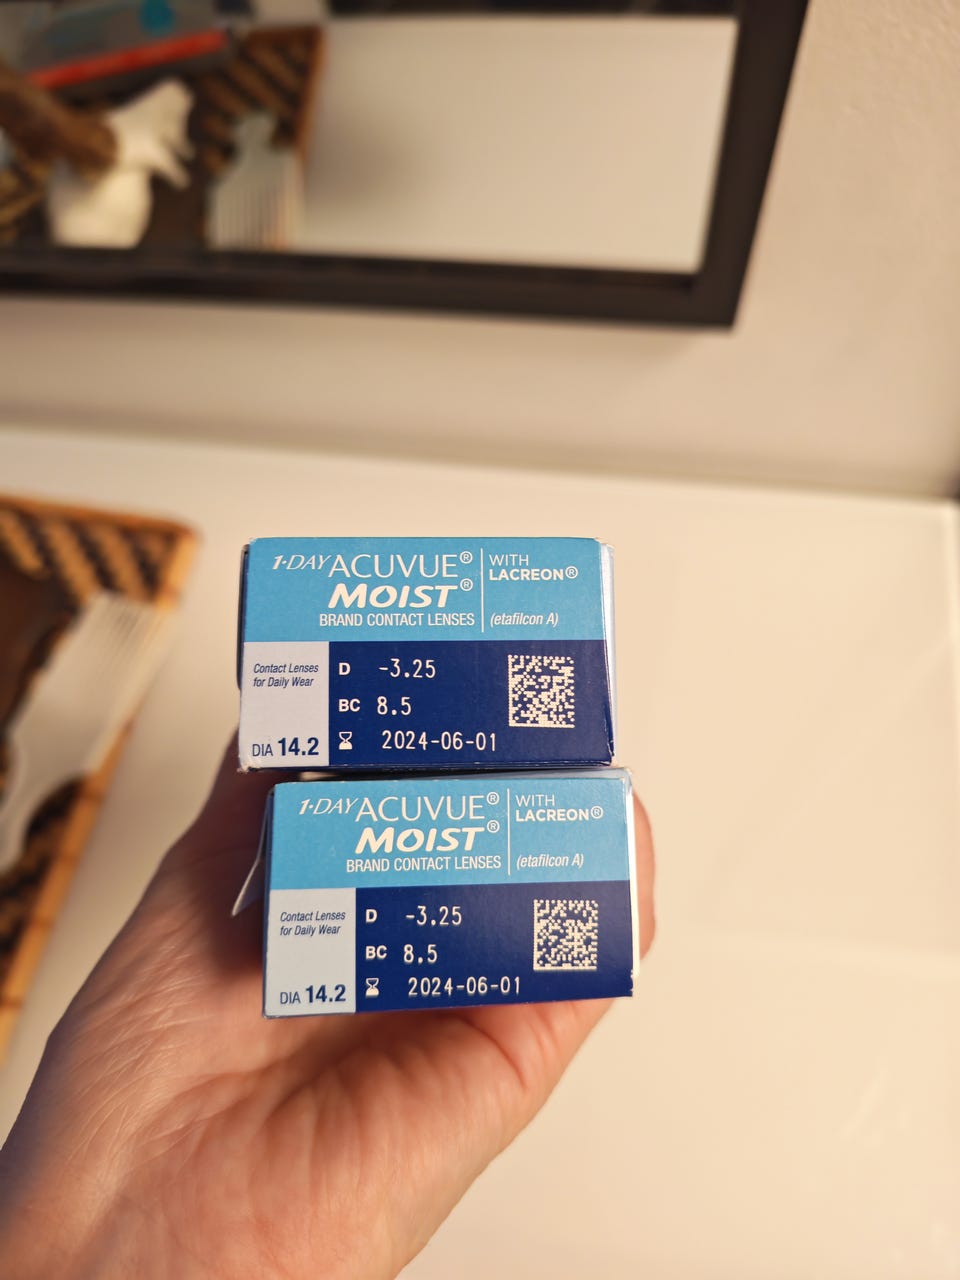 1·DAY ACUVUE® WITH
MOIST® LACREON®
BRAND CONTACT LENSES (etafilcon A)
Contact Lenses
for Daily Wear
D -3.25
BC 8.5
DIA 14.2
2024-06-01
1·DAY ACUVUE® WITH
MOIST® LACREON®
BRAND CONTACT LENSES (etafilcon A)
Contact Lenses
for Daily Wear
D -3.25
BC 8.5
DIA 14.2
2024-06-01